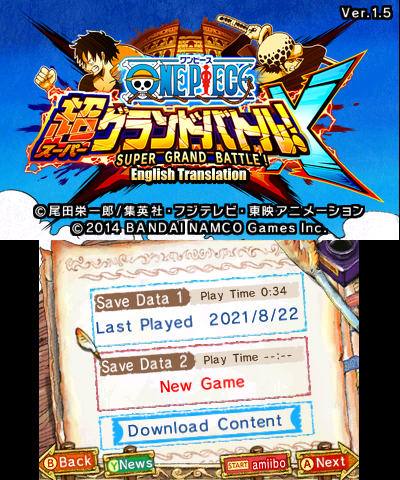 Ver.1.5
ワンピース
ONE PIECE
超スーパーグランドバトル!X
SUPER GRAND BATTLE!
English Translation
©尾田栄一郎/集英社・フジテレビ・東映アニメーション
©2014 BANDAI NAMCO Games Inc.
Save Data 1 Play Time 0:34
Last Played 2021/8/22
Save Data 2 Play Time --:--
New Game
Download Content
B Back Y News START amiibo A Next